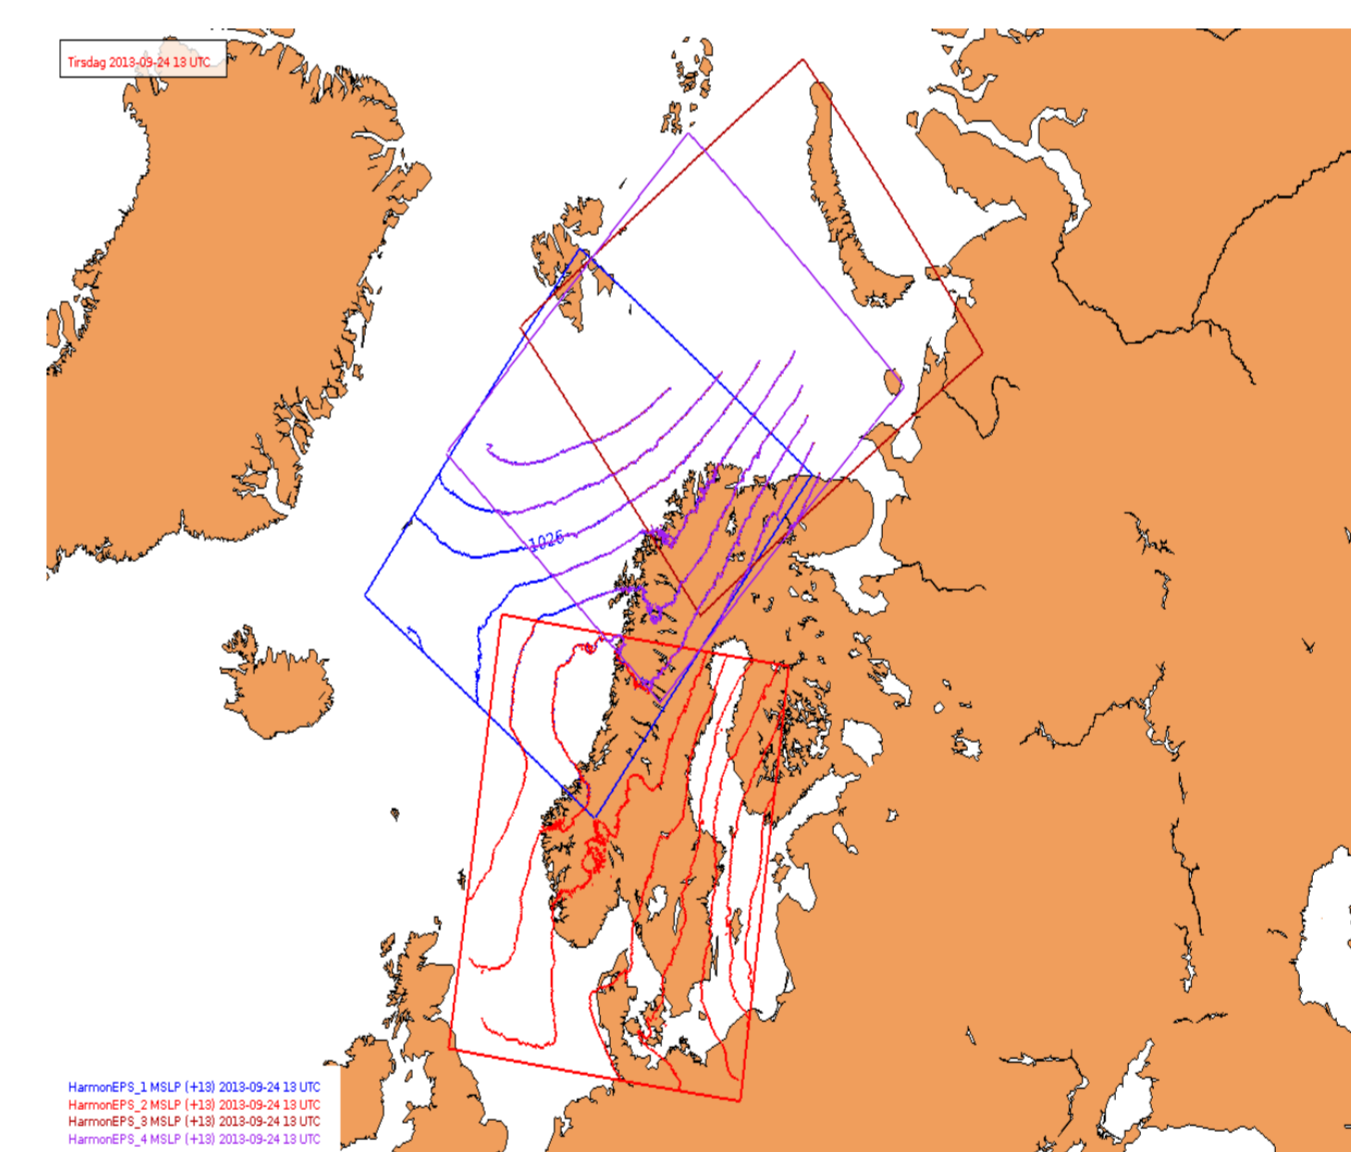 Tirsdag 2013-09-24 13 UTC
1026
HarmonEPS_1 MSLP (+13) 2013-09-24 13 UTC
HarmonEPS_2 MSLP (+13) 2013-09-24 13 UTC
HarmonEPS_3 MSLP (+13) 2013-09-24 13 UTC
HarmonEPS_4 MSLP (+13) 2013-09-24 13 UTC